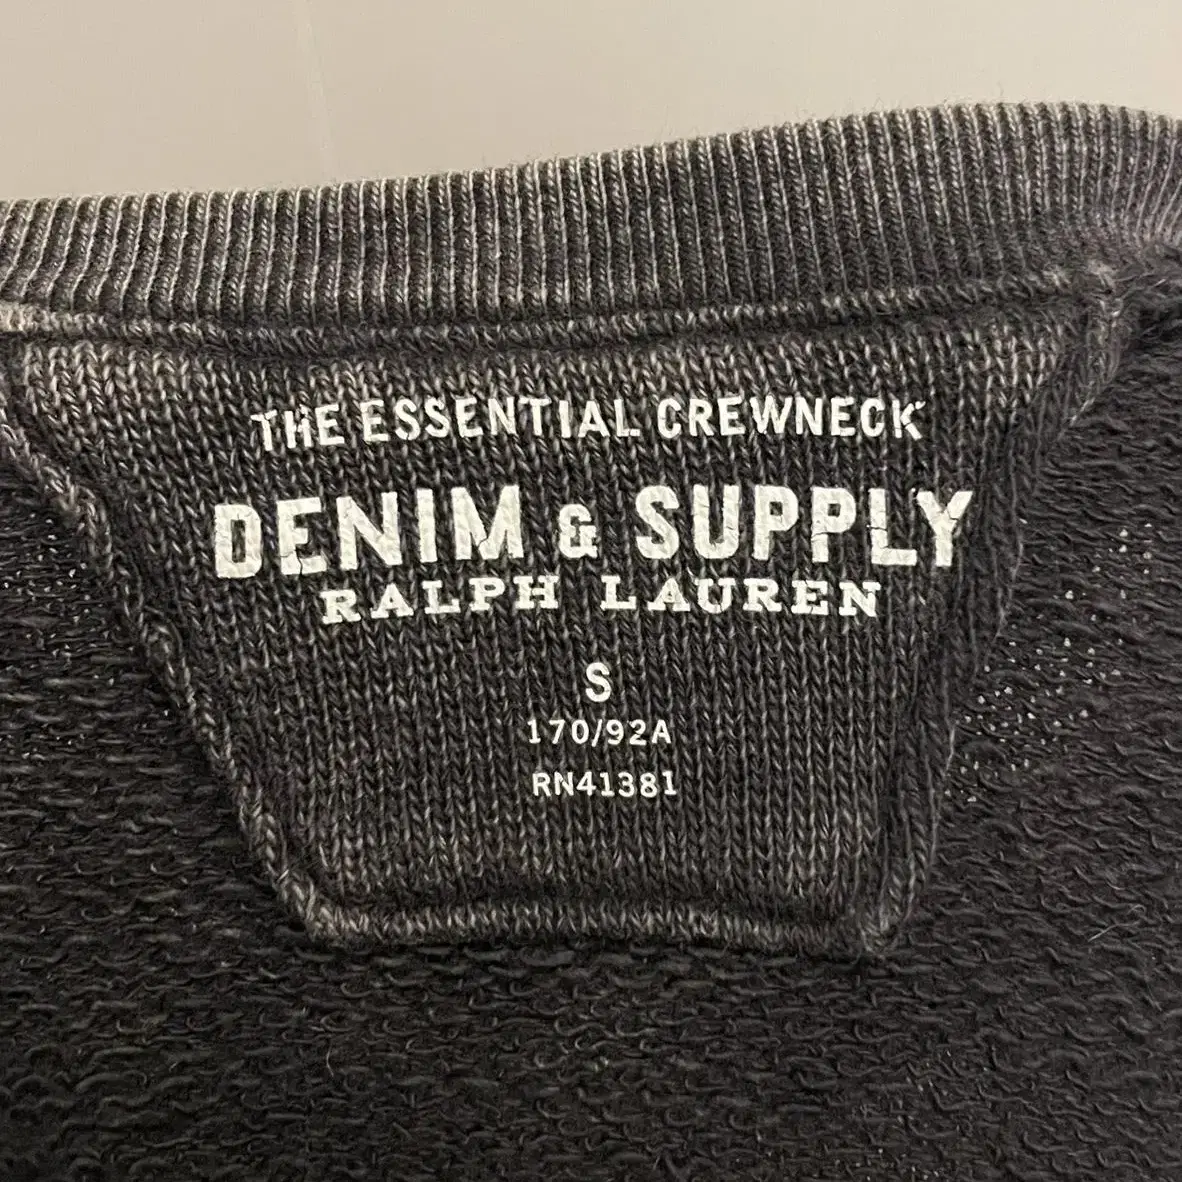 THE ESSENTIAL CREWNECK
DENIM & SUPPLY
RALPH LAUREN
S
170/92A
RN41381